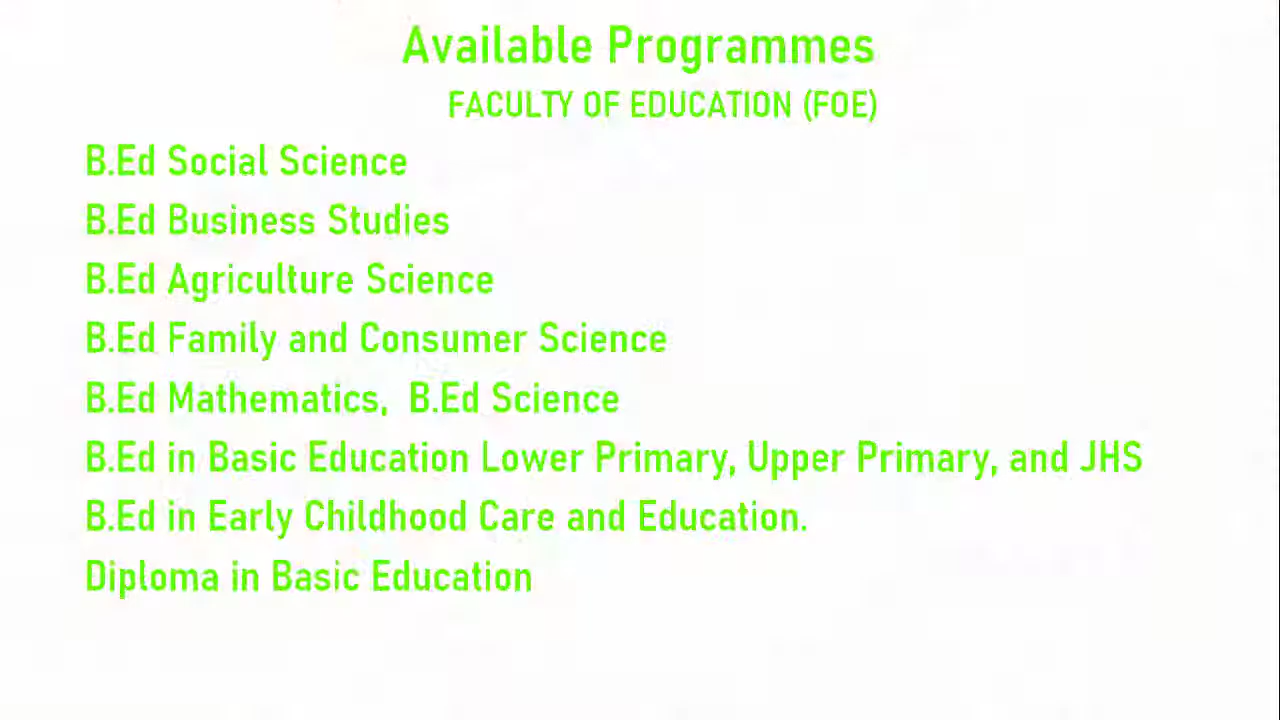 Available Programmes
FACULTY OF EDUCATION (FOE)
B.Ed Social Science
B.Ed Business Studies
B.Ed Agriculture Science
B.Ed Family and Consumer Science
B.Ed Mathematics, B.Ed Science
B.Ed in Basic Education Lower Primary, Upper Primary, and JHS
B.Ed in Early Childhood Care and Education.
Diploma in Basic Education